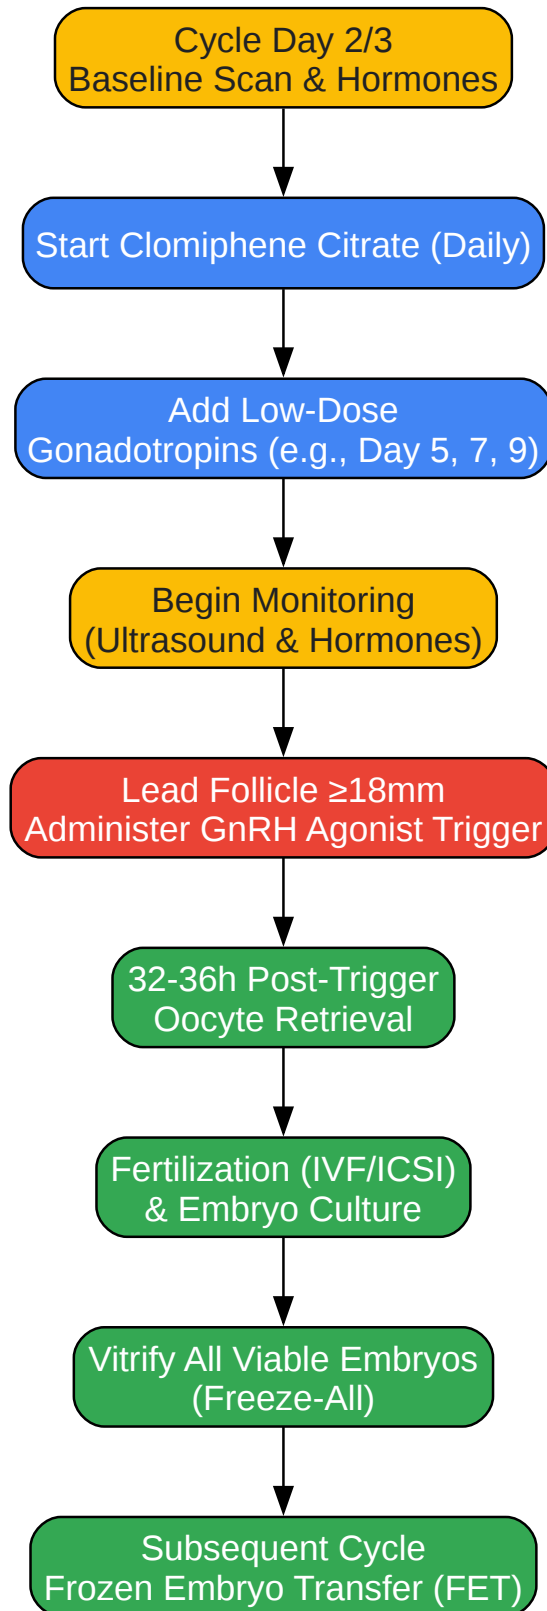 Cycle Day 2/3
Baseline Scan & Hormones
Start Clomiphene Citrate (Daily)
Add Low-Dose
Gonadotropins (e.g., Day 5, 7, 9)
Begin Monitoring
(Ultrasound & Hormones)
Lead Follicle ≥18mm
Administer GnRH Agonist Trigger
32-36h Post-Trigger
Oocyte Retrieval
Fertilization (IVF/ICSI)
& Embryo Culture
Vitrify All Viable Embryos
(Freeze-All)
Subsequent Cycle
Frozen Embryo Transfer (FET)